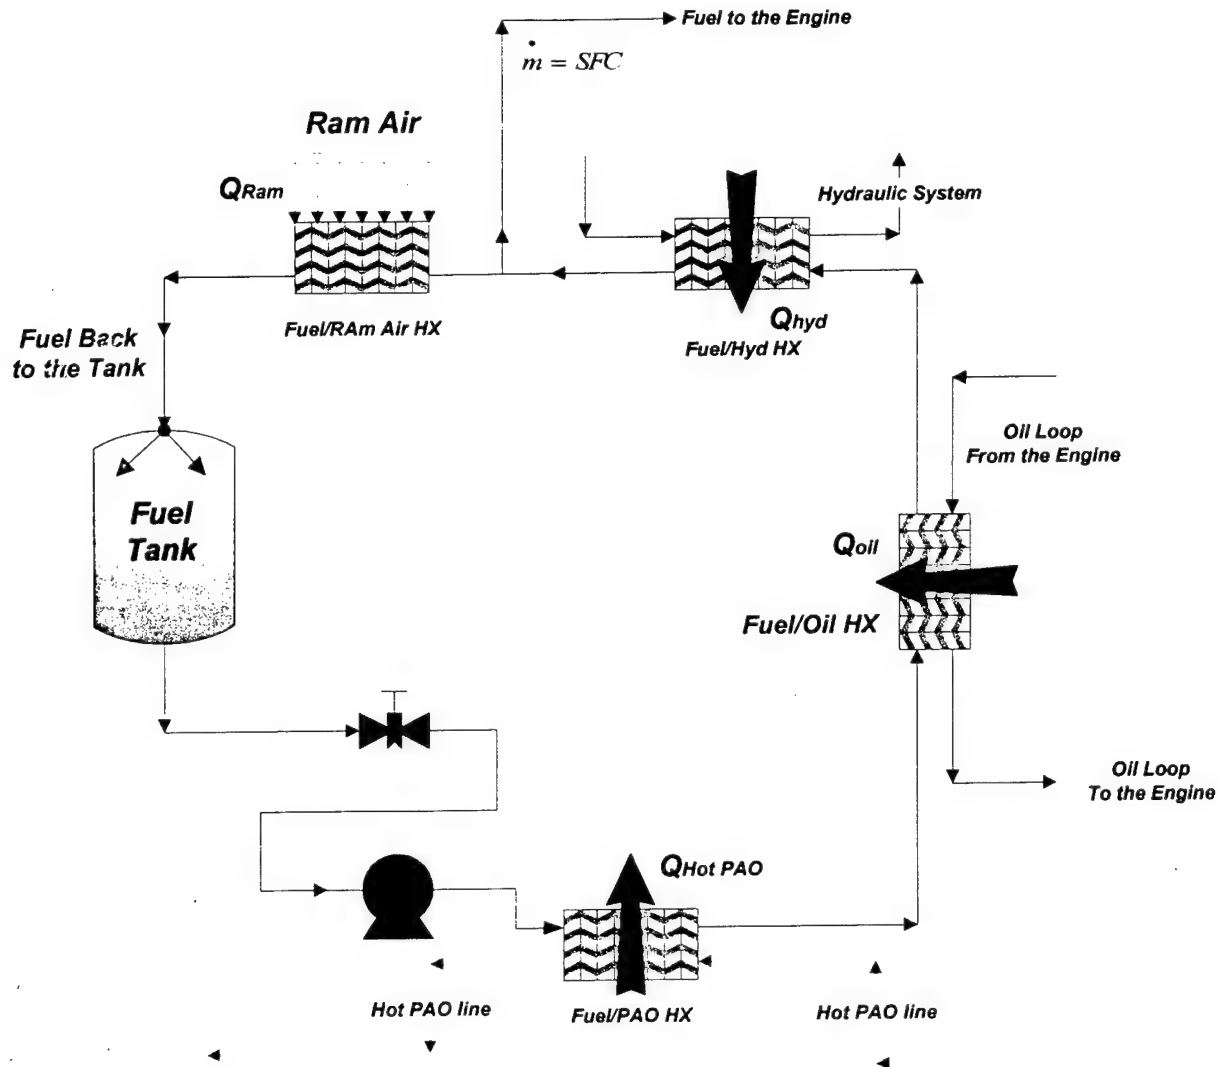 Fuel to the Engine
ṁ = SFC
Ram Air
QRam
Hydraulic System
Fuel/RAm Air HX
Qhyd
Fuel/Hyd HX
Fuel Back
to the Tank
Oil Loop
From the Engine
Fuel
Tank
Qoil
Fuel/Oil HX
Oil Loop
To the Engine
QHot PAO
Hot PAO line
Fuel/PAO HX
Hot PAO line